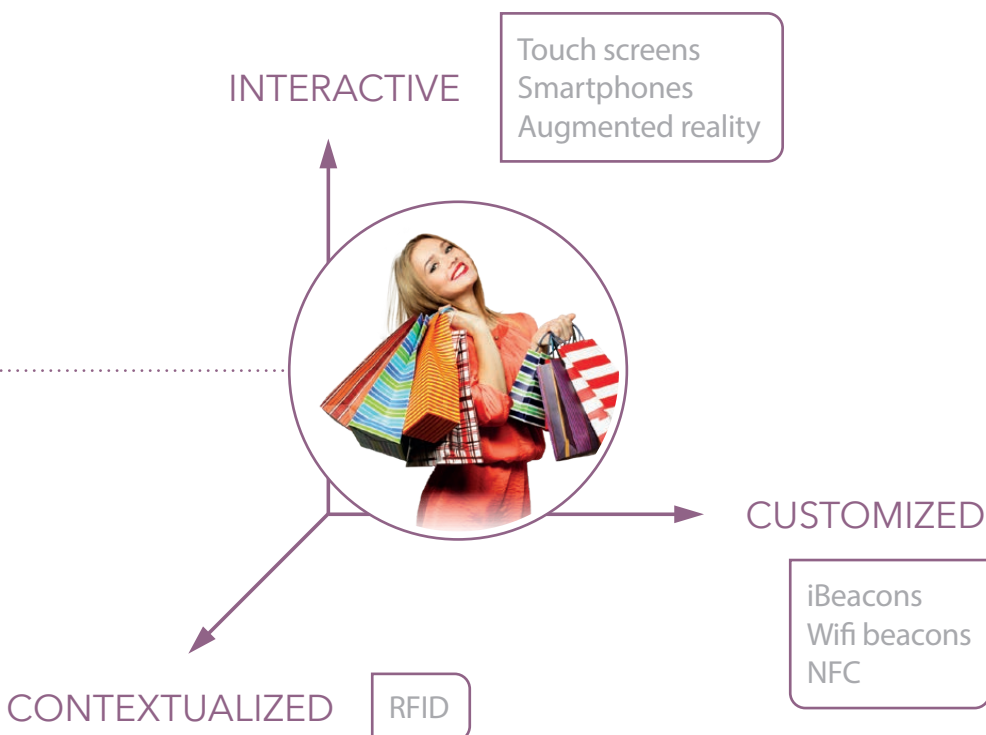 INTERACTIVE
Touch screens
Smartphones
Augmented reality
CUSTOMIZED
iBeacons
Wifi beacons
NFC
CONTEXTUALIZED
RFID